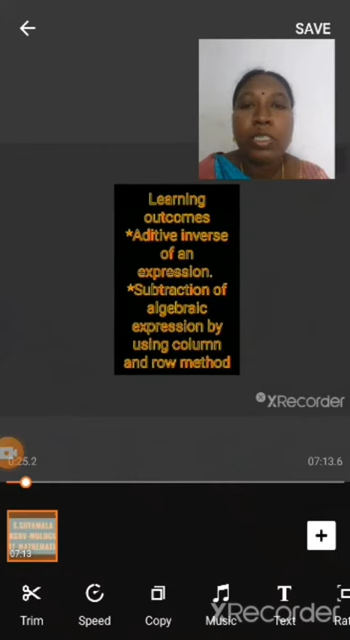 SAVE
Learning
outcomes
*Aditive inverse
of an
expression.
*Subtraction of
algebraic
expression by
using column
and row method
XRecorder
0:25.2
07:13.6
07:13
+
Trim
Speed
Copy
Music
Text
XRecorder